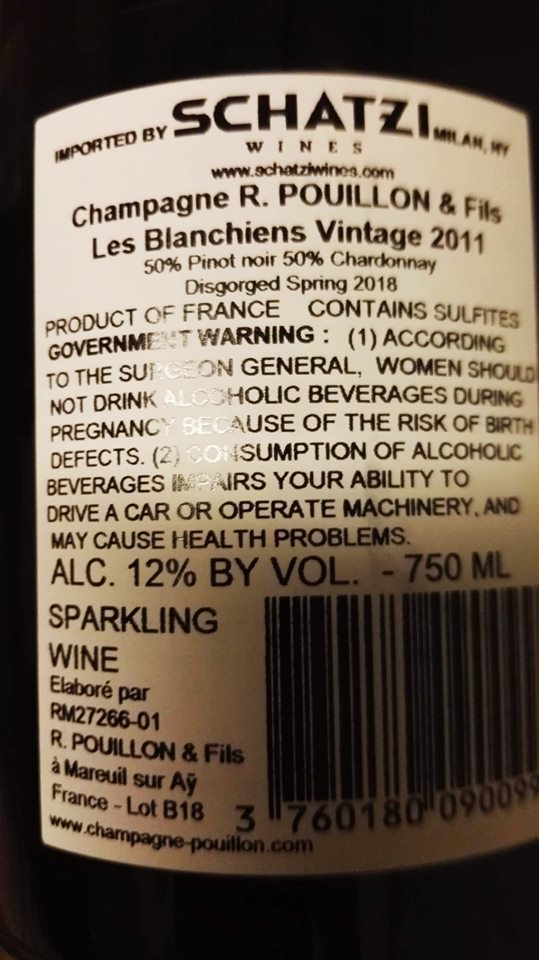 IMPORTED BY SCHATZI MILAN, NY
WINES
www.schatziwines.com
Champagne R. POUILLON & Fils
Les Blanchiens Vintage 2011
50% Pinot noir 50% Chardonnay
Disgorged Spring 2018
PRODUCT OF FRANCE CONTAINS SULFITES
GOVERNMENT WARNING : (1) ACCORDING
TO THE SURGEON GENERAL, WOMEN SHOULD
NOT DRINK ALCOHOLIC BEVERAGES DURING
PREGNANCY BECAUSE OF THE RISK OF BIRTH
DEFECTS. (2) CONSUMPTION OF ALCOHOLIC
BEVERAGES IMPAIRS YOUR ABILITY TO
DRIVE A CAR OR OPERATE MACHINERY, AND
MAY CAUSE HEALTH PROBLEMS.
ALC. 12% BY VOL. - 750 ML
SPARKLING
WINE
Elaboré par
RM27266-01
R. POUILLON & Fils
à Mareuil sur Aÿ
France - Lot B18
www.champagne-pouillon.com
3 760180 090099